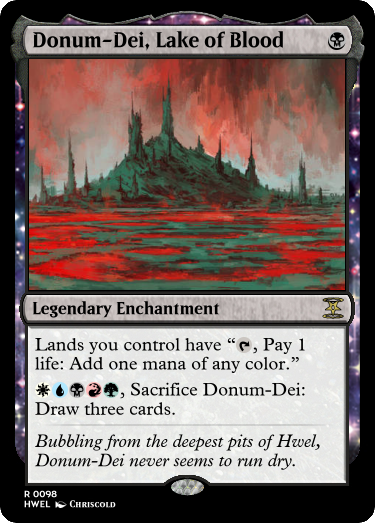 Donum-Dei, Lake of Blood
Legendary Enchantment
Lands you control have “, Pay 1
life: Add one mana of any color.”
, Sacrifice Donum-Dei:
Draw three cards.
Bubbling from the deepest pits of Hwel,
Donum-Dei never seems to run dry.
R 0098
HWEL Chriscold